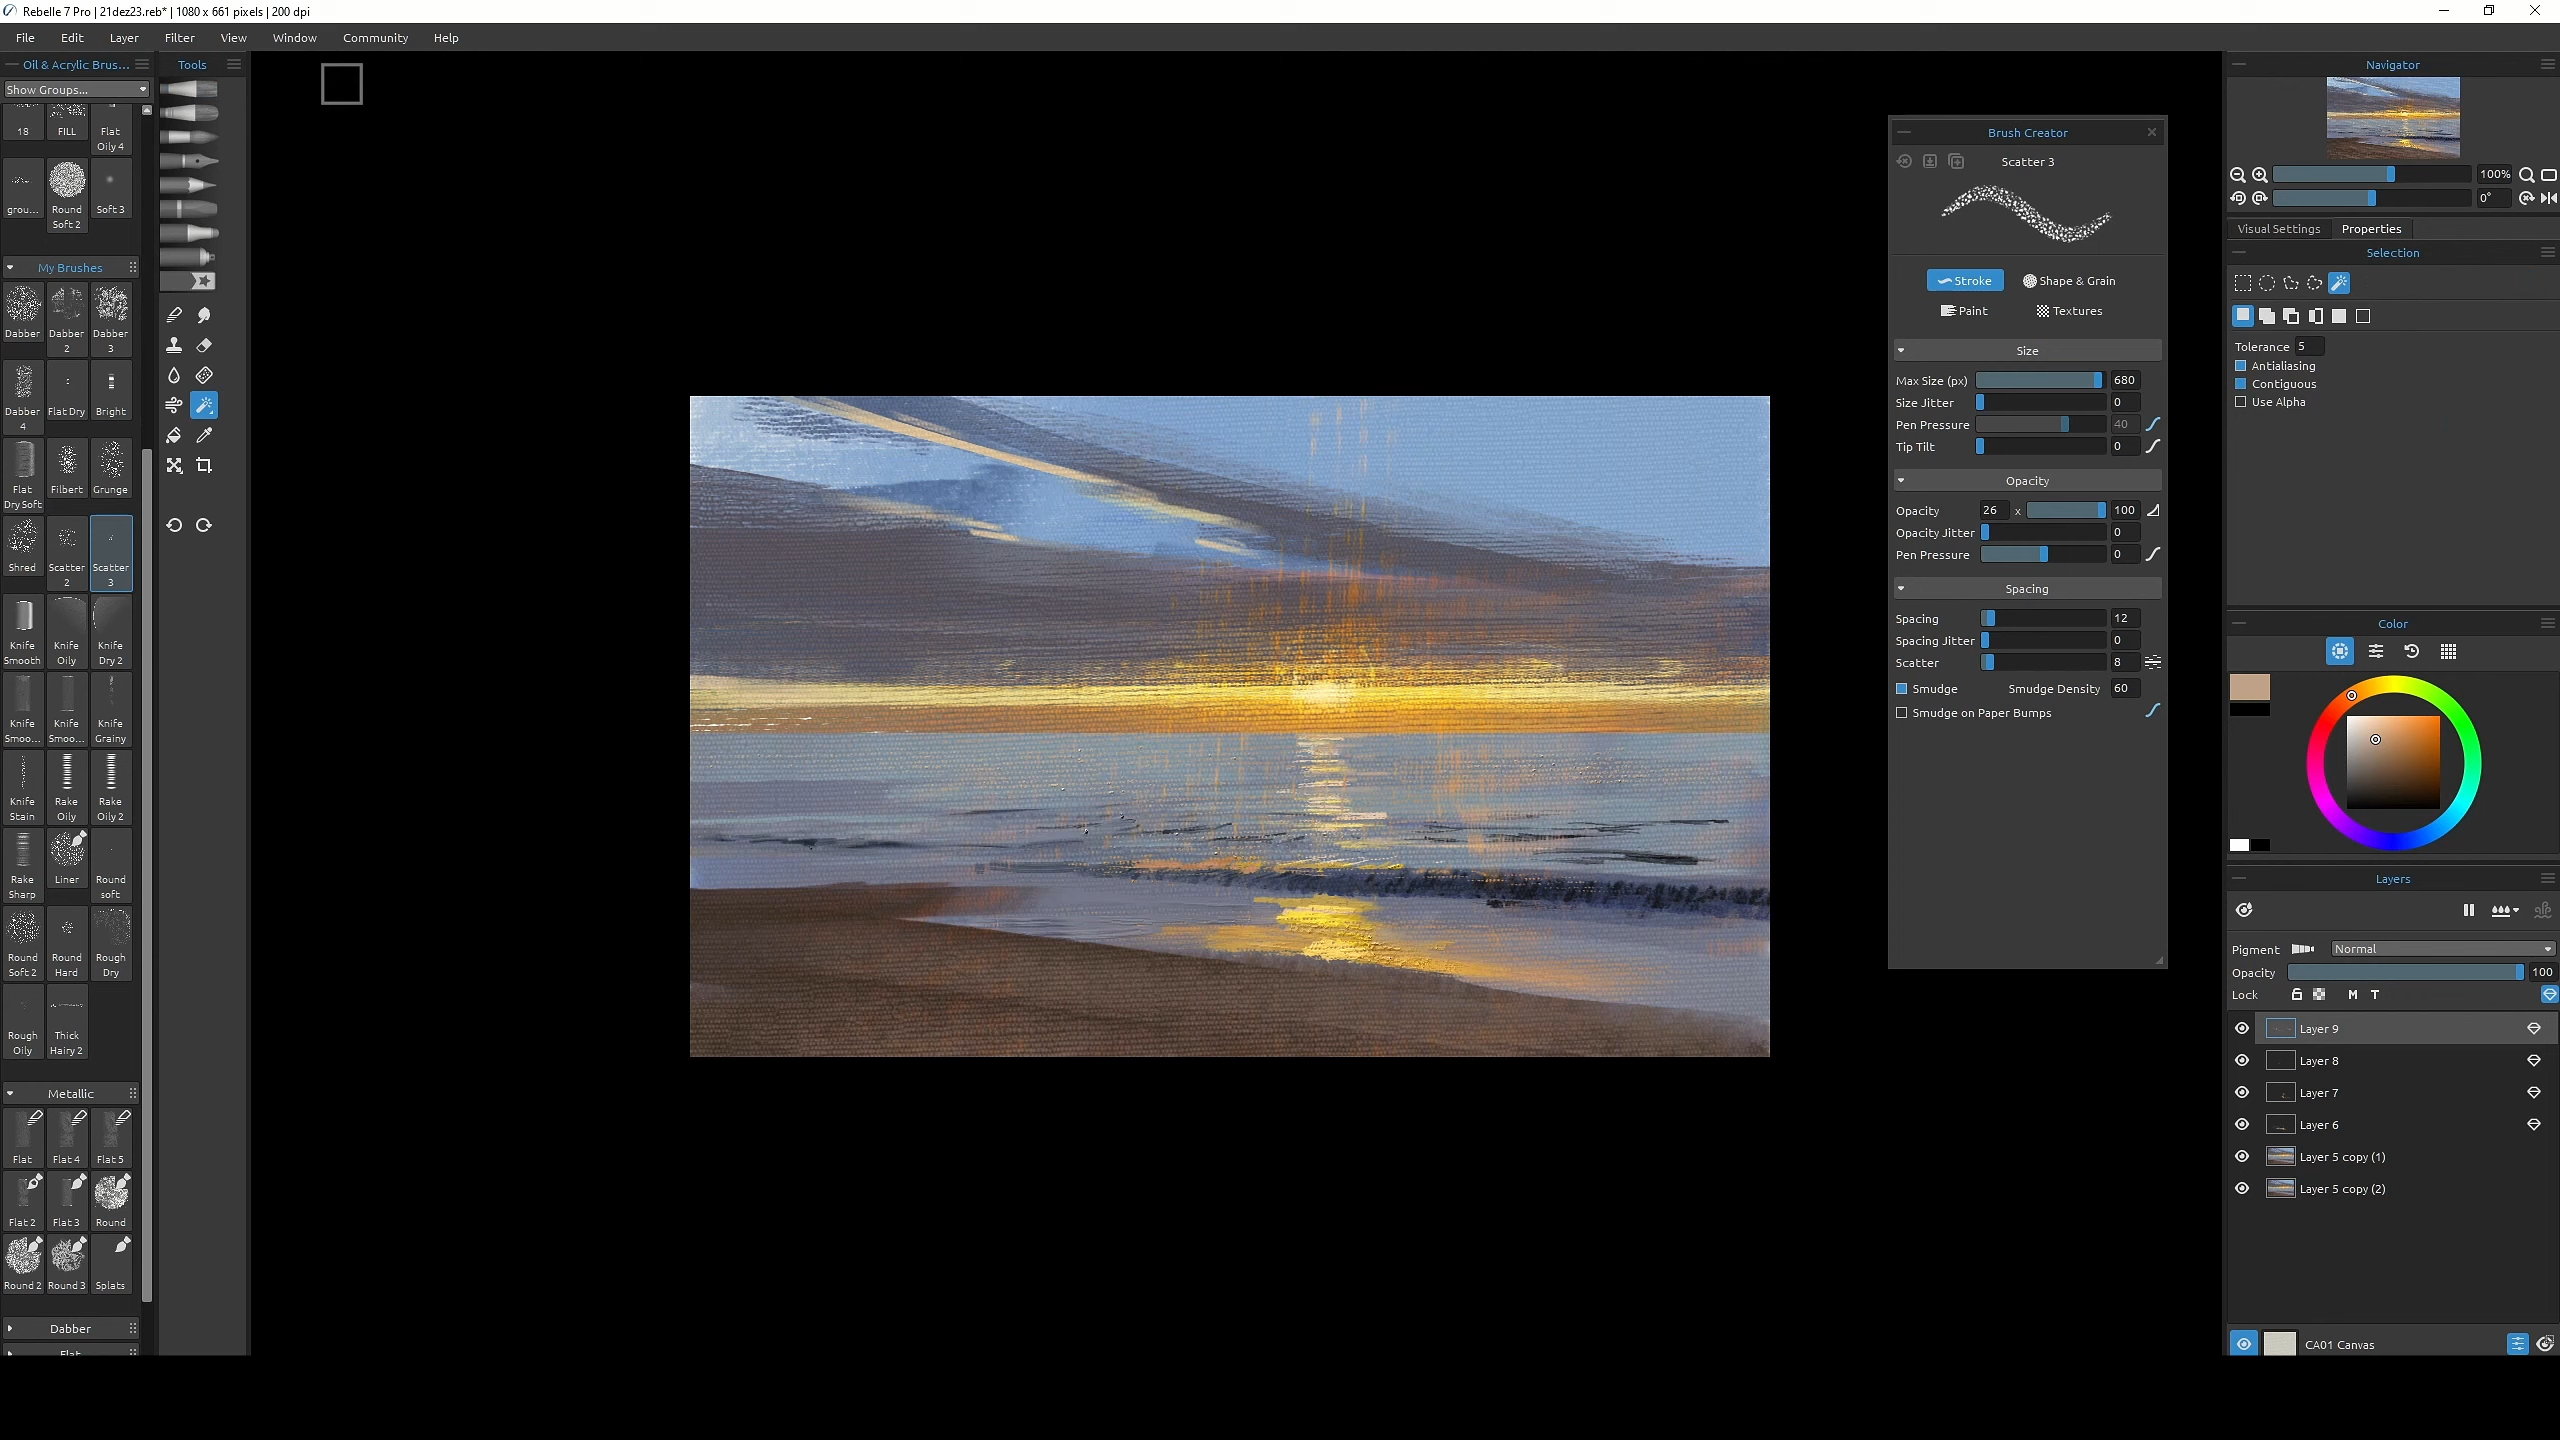 Rebelle 7 Pro | 21dez23.reb* | 1080 x 661 pixels | 200 dpi
File Edit Layer Filter View Window Community Help
Oil & Acrylic Brus...
Show Groups...
18 FILL Flat Oily 4
grou... Round Soft 2 Soft 3
My Brushes
Dabber Dabber 2 Dabber 3
Dabber 4 Flat Dry Bright
Flat Dry Soft Filbert Grunge
Shred Scatter 2 Scatter 3
Knife Smooth Knife Oily Knife Dry 2
Knife Smoo... Knife Smoo... Knife Grainy
Knife Stain Rake Oily Rake Oily 2
Rake Sharp Liner Round soft
Round Soft 2 Round Hard Rough Dry
Rough Oily Thick Hairy 2
Metallic
Flat Flat 4 Flat 5
Flat 2 Flat 3 Round
Round 2 Round 3 Splats
Dabber
Flat
Tools
Brush Creator
Scatter 3
Stroke Shape & Grain
Paint Textures
Size
Max Size (px) 680
Size Jitter 0
Pen Pressure 40
Tip Tilt 0
Opacity
Opacity 26 x 100
Opacity Jitter 0
Pen Pressure 0
Spacing
Spacing 12
Spacing Jitter 0
Scatter 8
Smudge Smudge Density 60
Smudge on Paper Bumps
Navigator
100%
0°
Visual Settings Properties
Selection
Tolerance 5
Antialiasing
Contiguous
Use Alpha
Color
Layers
Pigment Normal
Opacity 100
Lock M T
Layer 9
Layer 8
Layer 7
Layer 6
Layer 5 copy (1)
Layer 5 copy (2)
CA01 Canvas